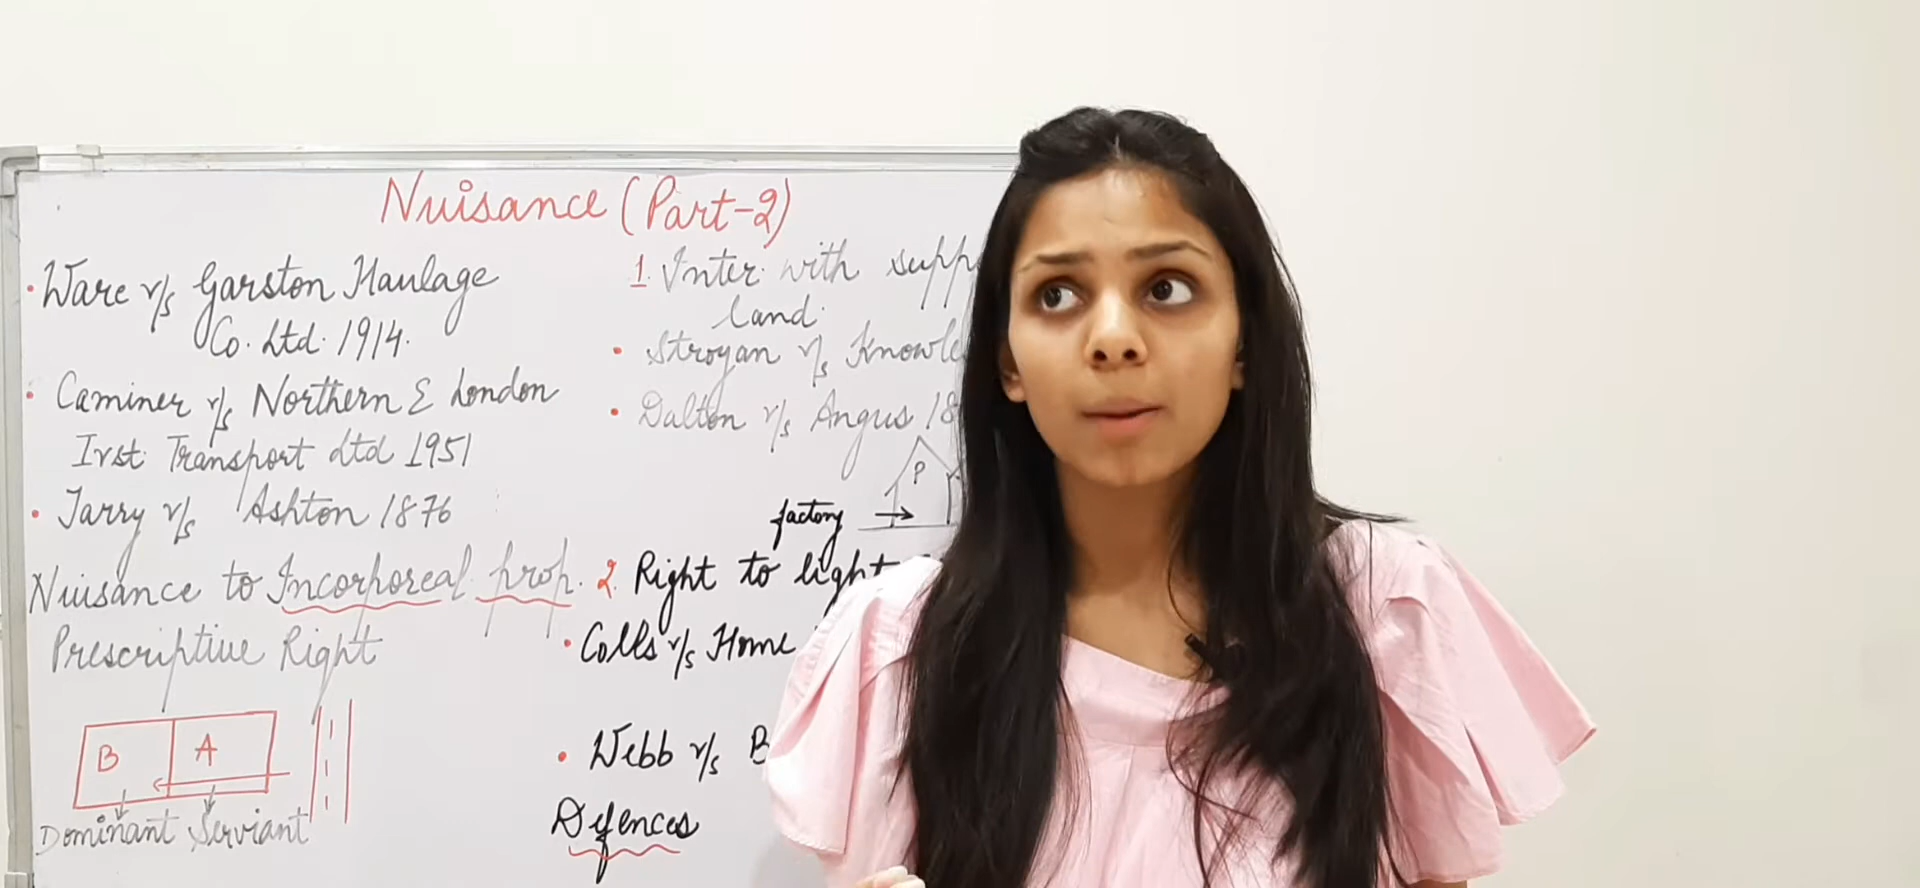 Nuisance (Part-2)
• Ware v/s Garston Haulage
Co. Ltd. 1914.
• Caminer v/s Northern & London
Invst. Transport Ltd 1951
• Tarry v/s Ashton 1876
Nuisance to Incorporeal prop.
Prescriptive Right
B A
Dominant Serviant
1. Inter. with supp
land.
• Stroyan v/s Knowle
• Dalton v/s Angus 18
P
factory
2. Right to light
• Colls v/s Home
• Webb v/s B
Defences